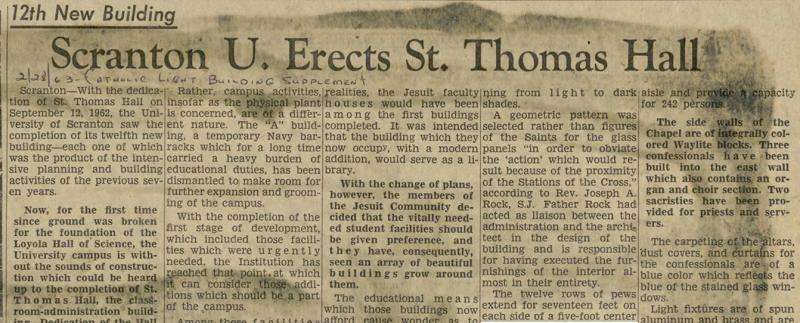 12th New Building
Scranton U. Erects St. Thomas Hall
2/28/63 - CATHOLIC LIGHT BUILDING SUPPLEMENT
Scranton—With the dedica-
tion of St. Thomas Hall on
September 12, 1962, the Uni-
versity of Scranton saw the
completion of its twelfth new
building—each one of which
was the product of the inten-
sive planning and building
activities of the previous sev-
en years.
Now, for the first time
since ground was broken
for the foundation of the
Loyola Hall of Science, the
University campus is with-
out the sounds of construc-
tion which could be heard
up to the completion of St.
Thomas Hall, the class-
room-administration build-
ing. Dedication of the Hall
Rather, campus activities,
insofar as the physical plant
is concerned, are of a differ-
ent nature. The "A" build-
ing, a temporary Navy bar-
racks which for a long time
carried a heavy burden of
educational duties, has been
dismantled to make room for
further expansion and groom-
ing of the campus.
With the completion of the
first stage of development,
which included those facili-
ties which were urgently
needed, the Institution has
reached that point at which
it can consider those addi-
tions which should be a part
of the campus.
Among these facilities
realities, the Jesuit faculty
houses would have been
among the first buildings
completed. It was intended
that the building which they
now occupy, with a modern
addition, would serve as a li-
brary.
With the change of plans,
however, the members of
the Jesuit Community de-
cided that the vitally need-
ed student facilities should
be given preference, and
they have, consequently,
seen an array of beautiful
buildings grow around
them.
The educational means
which those buildings now
afford cause wonder as to
ning from light to dark
shades.
A geometric pattern was
selected rather than figures
of the Saints for the glass
panels "in order to obviate
the 'action' which would re-
sult because of the proximity
of the Stations of the Cross,"
according to Rev. Joseph A.
Rock, S.J. Father Rock had
acted as liaison between the
administration and the archi-
tect in the design of the
building and is responsible
for having executed the fur-
nishings of the interior al-
most in their entirety.
The twelve rows of pews
extend for seventeen feet on
each side of a five-foot center
aisle and provide a capacity
for 242 persons.
The side walls of the
Chapel are of integrally col-
ored Waylite blocks. Three
confessionals have been
built into the east wall
which also contains an or-
gan and choir section. Two
sacristies have been pro-
vided for priests and serv-
ers.
The carpeting of the altars,
dust covers, and curtains for
the confessionals are of a
blue color which reflects the
blue of the stained glass win-
dows.
Light fixtures are of spun
aluminum and brass and are